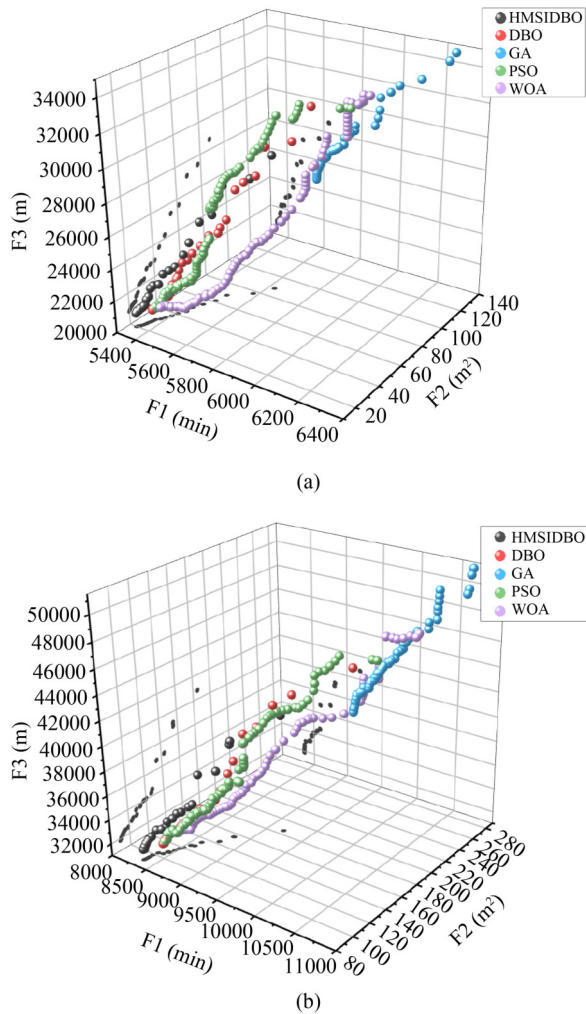 HMSIDBO
DBO
GA
PSO
WOA
34000
32000
30000
28000
26000
24000
22000
20000
F3 (m)
5400
5600
5800
6000
6200
6400
F1 (min)
20
40
60
80
100
120
140
F2 (m²)
(a)
HMSIDBO
DBO
GA
PSO
WOA
50000
48000
46000
44000
42000
40000
38000
36000
34000
32000
F3 (m)
8000
8500
9000
9500
10000
10500
11000
F1 (min)
80
100
120
140
160
180
200
220
240
260
280
F2 (m²)
(b)